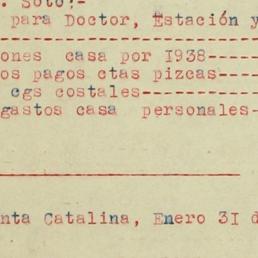 . Soto;-
para Doctor, Estación y
-----------------------------
ones casa por 1938------
os pagos ctas pizcas----
cgs costales----------
gastos casa personales-
nta Catalina, Enero 31 d